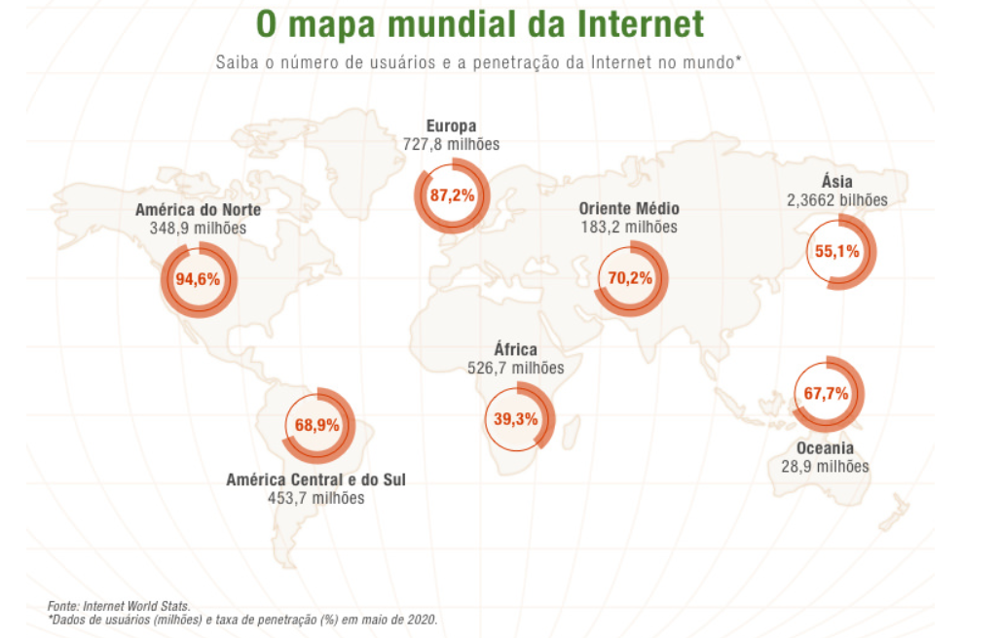 O mapa mundial da Internet
Saiba o número de usuários e a penetração da Internet no mundo*
Europa
727,8 milhões
87,2%
América do Norte
348,9 milhões
94,6%
Oriente Médio
183,2 milhões
70,2%
Ásia
2,3662 bilhões
55,1%
África
526,7 milhões
39,3%
68,9%
América Central e do Sul
453,7 milhões
67,7%
Oceania
28,9 milhões
Fonte: Internet World Stats.
*Dados de usuários (milhões) e taxa de penetração (%) em maio de 2020.